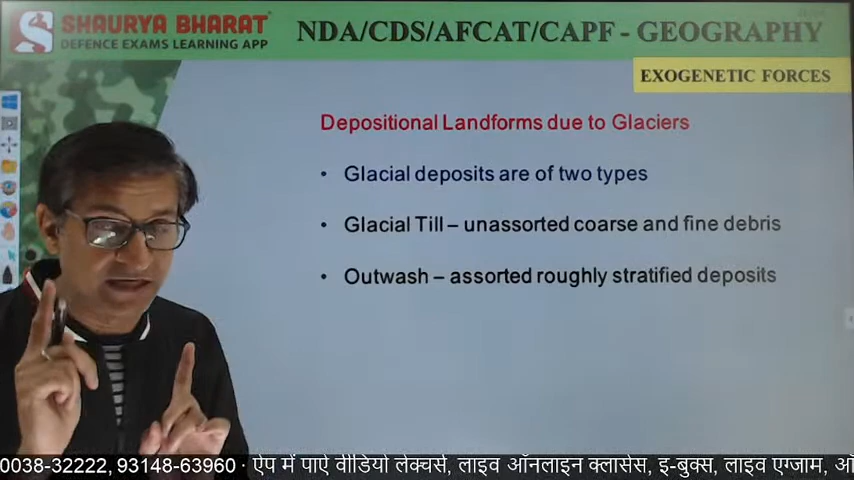 SHAURYA BHARAT
DEFENCE EXAMS LEARNING APP
NDA/CDS/AFCAT/CAPF - GEOGRAPHY
EXOGENETIC FORCES
Depositional Landforms due to Glaciers
• Glacial deposits are of two types
• Glacial Till – unassorted coarse and fine debris
• Outwash – assorted roughly stratified deposits
0038-32222, 93148-63960 · ऐप में पाऐं वीडियो लेक्चर्स, लाइव ऑनलाइन क्लासेस, इ-बुक्स, लाइव एग्जाम,